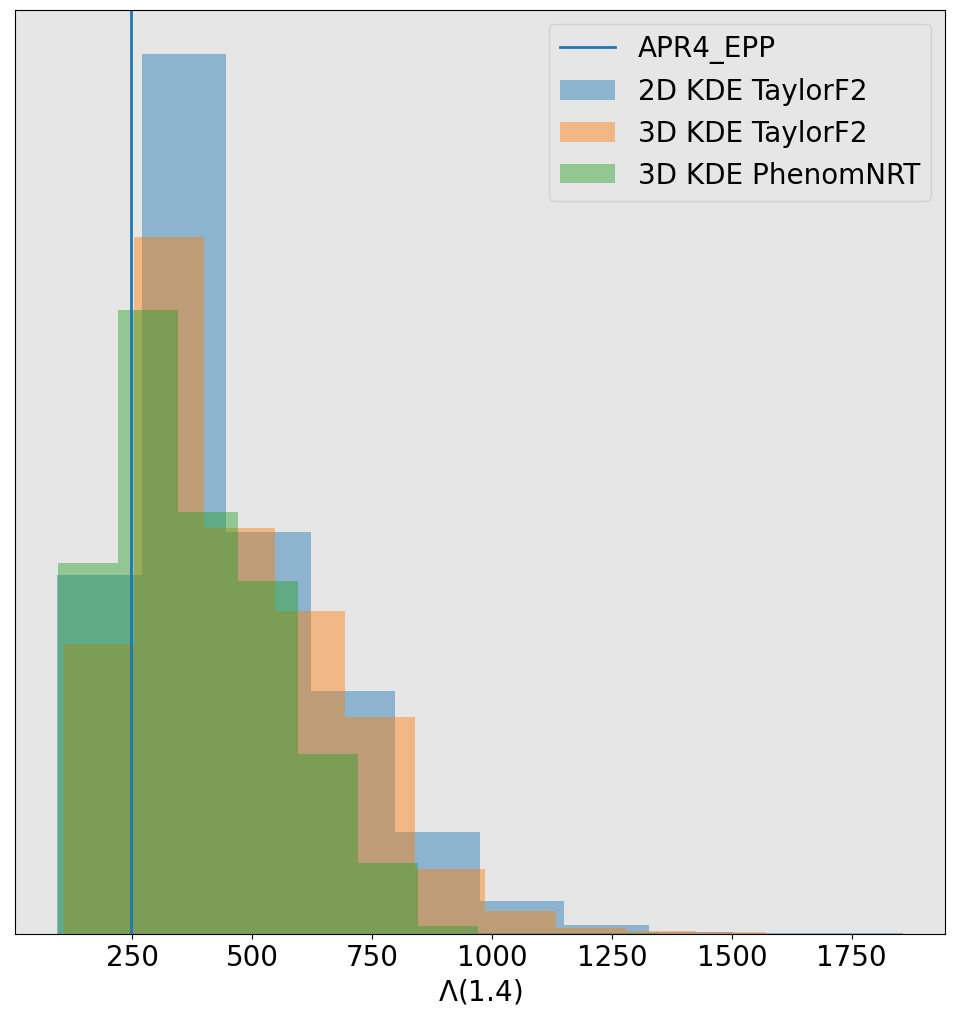 APR4_EPP
2D KDE TaylorF2
3D KDE TaylorF2
3D KDE PhenomNRT
250 500 750 1000 1250 1500 1750
Λ(1.4)